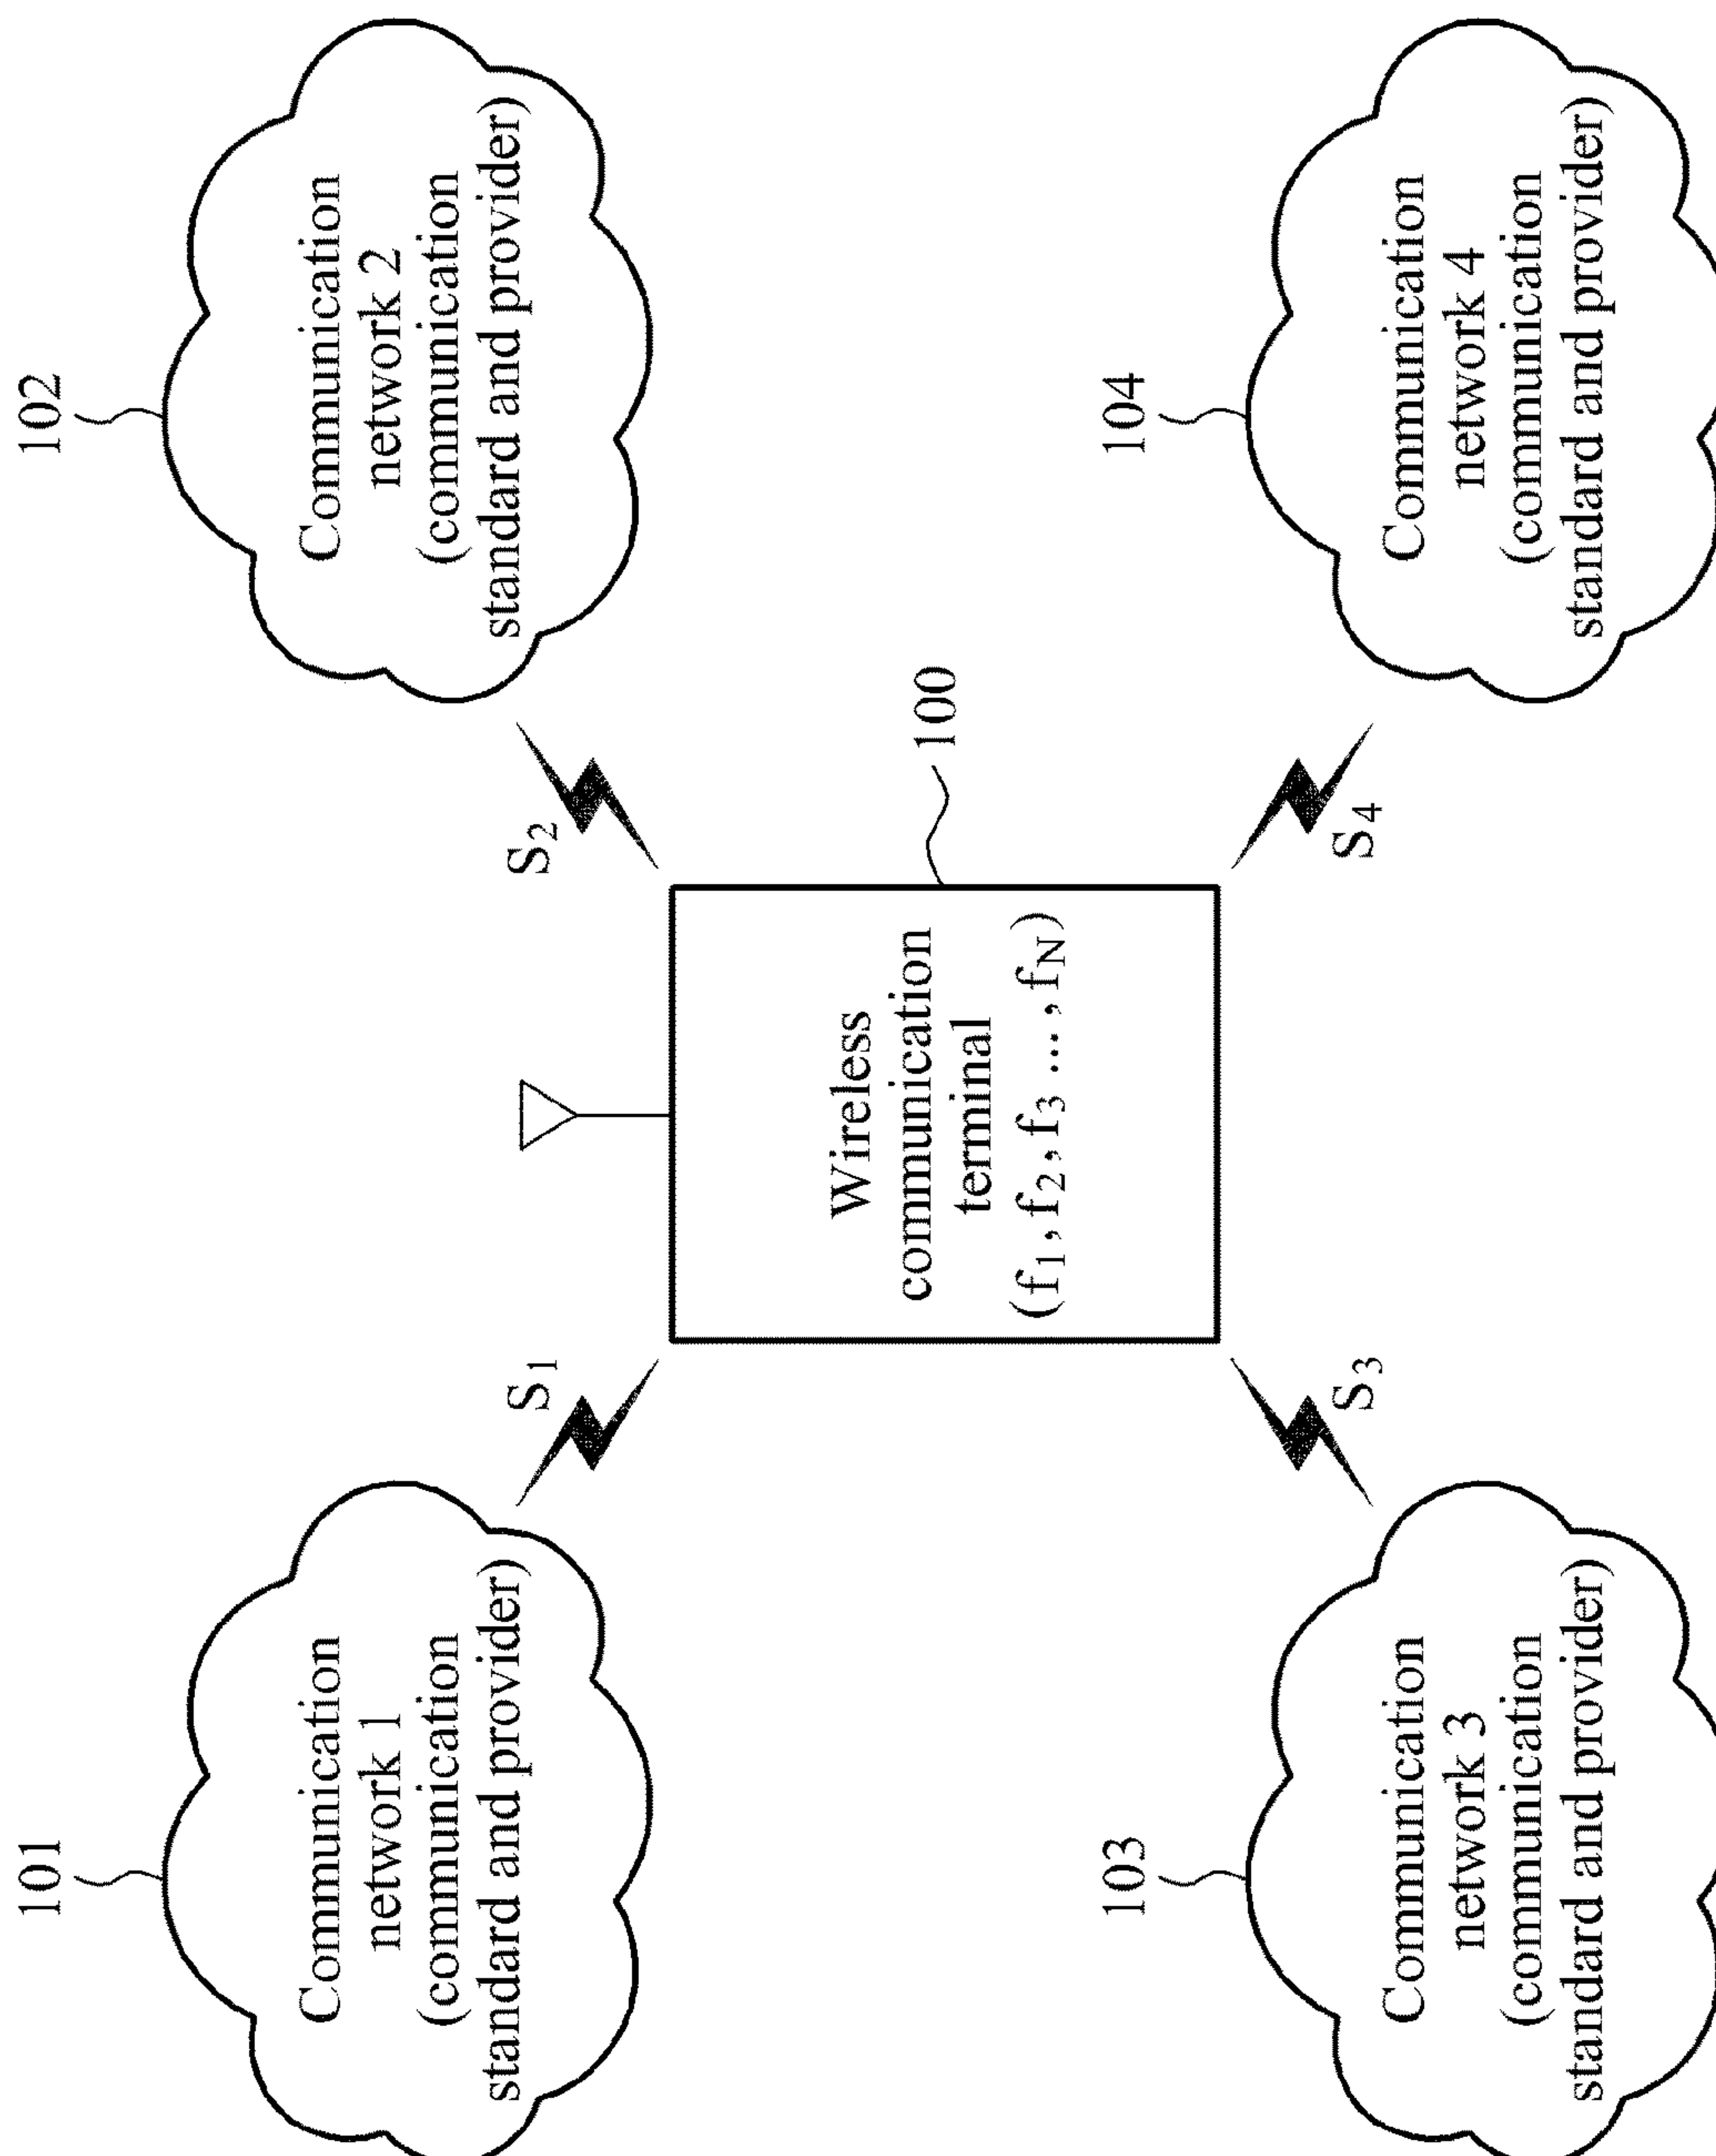 101
Communication
network 1
(communication
standard and provider)
102
Communication
network 2
(communication
standard and provider)
S1
S2
Wireless
communication
terminal
(f1,f2,f3 ...,fN)
100
S3
S4
103
Communication
network 3
(communication
standard and provider)
104
Communication
network 4
(communication
standard and provider)